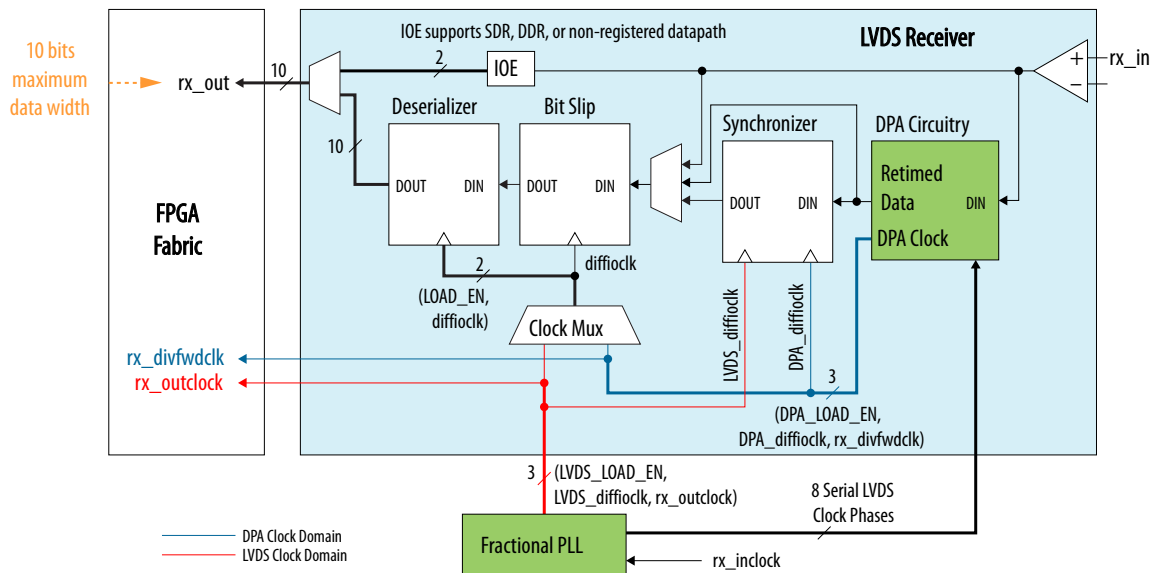 IOE supports SDR, DDR, or non-registered datapath
LVDS Receiver
10 bits
maximum
data width
rx_out
10
2
IOE
+
−
rx_in
Deserializer
Bit Slip
Synchronizer
DPA Circuitry
10
DOUT
DIN
DOUT
DIN
DOUT
DIN
Retimed
Data
DIN
DPA Clock
FPGA
Fabric
2
(LOAD_EN,
diffioclk)
diffioclk
Clock Mux
LVDS_diffioclk
DPA_diffioclk
rx_divfwdclk
rx_outclock
3
(DPA_LOAD_EN,
DPA_diffioclk, rx_divfwdclk)
3
(LVDS_LOAD_EN,
LVDS_diffioclk, rx_outclock)
8 Serial LVDS
Clock Phases
Fractional PLL
rx_inclock
DPA Clock Domain
LVDS Clock Domain